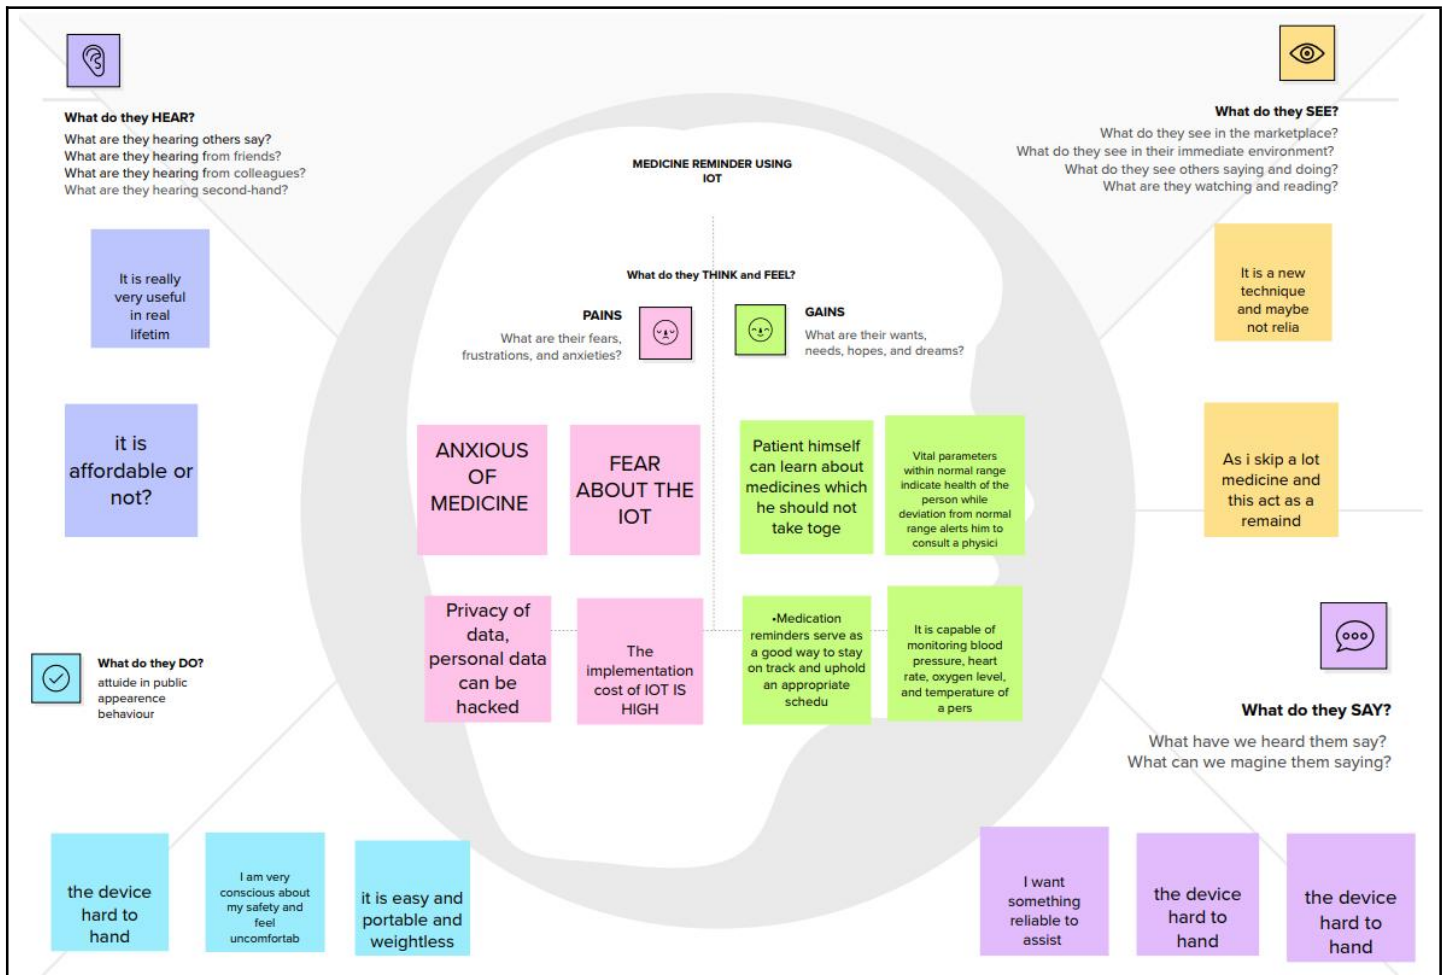 What do they HEAR?
What are they hearing others say?
What are they hearing from friends?
What are they hearing from colleagues?
What are they hearing second-hand?
It is really
very useful
in real
lifetim
it is
affordable or
not?
What do they SEE?
What do they see in the marketplace?
What do they see in their immediate environment?
What do they see others saying and doing?
What are they watching and reading?
It is a new
technique
and maybe
not relia
As i skip a lot
medicine and
this act as a
remaind
MEDICINE REMINDER USING
IOT
What do they THINK and FEEL?
PAINS
What are their fears,
frustrations, and anxieties?
GAINS
What are their wants,
needs, hopes, and dreams?
ANXIOUS
OF
MEDICINE
FEAR
ABOUT THE
IOT
Privacy of
data,
personal data
can be
hacked
The
implementation
cost of IOT IS
HIGH
Patient himself
can learn about
medicines which
he should not
take toge
Vital parameters
within normal range
indicate health of the
person while
deviation from normal
range alerts him to
consult a physici
•Medication
reminders serve as
a good way to stay
on track and uphold
an appropriate
schedu
It is capable of
monitoring blood
pressure, heart
rate, oxygen level,
and temperature of
a pers
What do they DO?
attuide in public
appearence
behaviour
the device
hard to
hand
I am very
conscious about
my safety and
feel
uncomfortab
it is easy and
portable and
weightless
What do they SAY?
What have we heard them say?
What can we magine them saying?
I want
something
reliable to
assist
the device
hard to
hand
the device
hard to
hand